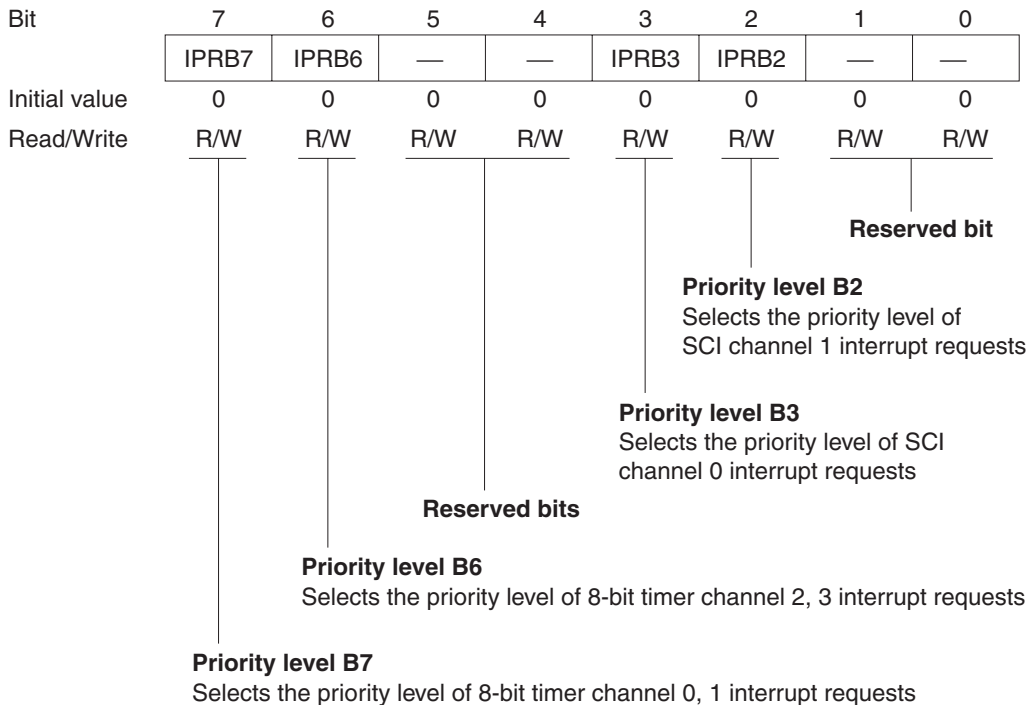 Bit 7 6 5 4 3 2 1 0
IPRB7 IPRB6 — — IPRB3 IPRB2 — —
Initial value 0 0 0 0 0 0 0 0
Read/Write R/W R/W R/W R/W R/W R/W R/W R/W
Reserved bit
Priority level B2
Selects the priority level of
SCI channel 1 interrupt requests
Priority level B3
Selects the priority level of SCI
channel 0 interrupt requests
Reserved bits
Priority level B6
Selects the priority level of 8-bit timer channel 2, 3 interrupt requests
Priority level B7
Selects the priority level of 8-bit timer channel 0, 1 interrupt requests